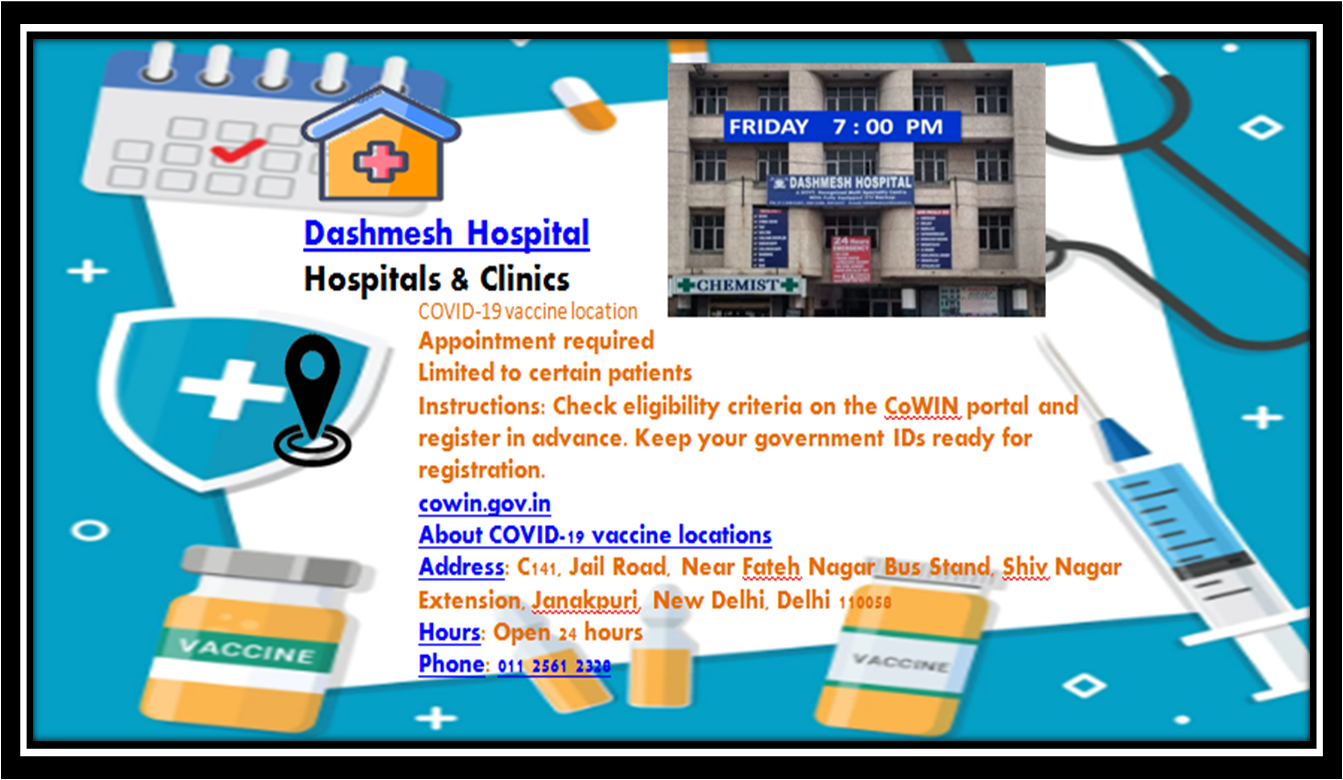 FRIDAY 7 : 00 PM
DASHMESH HOSPITAL
24 Hours
EMERGENCY
CHEMIST
Dashmesh Hospital
Hospitals & Clinics
COVID-19 vaccine location
Appointment required
Limited to certain patients
Instructions: Check eligibility criteria on the CoWIN portal and
register in advance. Keep your government IDs ready for
registration.
cowin.gov.in
About COVID-19 vaccine locations
Address: C141, Jail Road, Near Fateh Nagar Bus Stand, Shiv Nagar
Extension, Janakpuri, New Delhi, Delhi 110058
Hours: Open 24 hours
Phone: 011 2561 2328
VACCINE
VACCINE